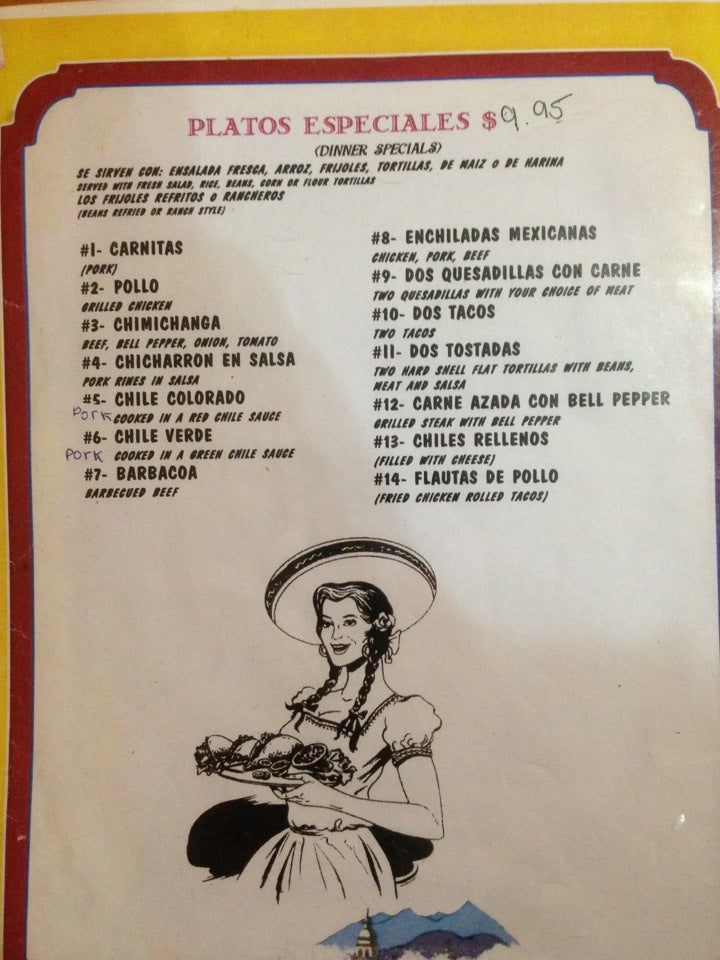 PLATOS ESPECIALES $9.95
(DINNER SPECIALS)
SE SIRVEN CON: ENSALADA FRESCA, ARROZ, FRIJOLES, TORTILLAS, DE MAIZ O DE HARINA
SERVED WITH FRESH SALAD, RICE, BEANS, CORN OR FLOUR TORTILLAS
LOS FRIJOLES REFRITOS O RANCHEROS
(BEANS REFRIED OR RANCH STYLE)
#1- CARNITAS
(PORK)
#2- POLLO
GRILLED CHICKEN
#3- CHIMICHANGA
BEEF, BELL PEPPER, ONION, TOMATO
#4- CHICHARRON EN SALSA
PORK RINES IN SALSA
#5- CHILE COLORADO
Pork COOKED IN A RED CHILE SAUCE
#6- CHILE VERDE
Pork COOKED IN A GREEN CHILE SAUCE
#7- BARBACOA
BARBECUED BEEF
#8- ENCHILADAS MEXICANAS
CHICKEN, PORK, BEEF
#9- DOS QUESADILLAS CON CARNE
TWO QUESADILLAS WITH YOUR CHOICE OF MEAT
#10- DOS TACOS
TWO TACOS
#11- DOS TOSTADAS
TWO HARD SHELL FLAT TORTILLAS WITH BEANS,
MEAT AND SALSA
#12- CARNE AZADA CON BELL PEPPER
GRILLED STEAK WITH BELL PEPPER
#13- CHILES RELLENOS
(FILLED WITH CHEESE)
#14- FLAUTAS DE POLLO
(FRIED CHICKEN ROLLED TACOS)